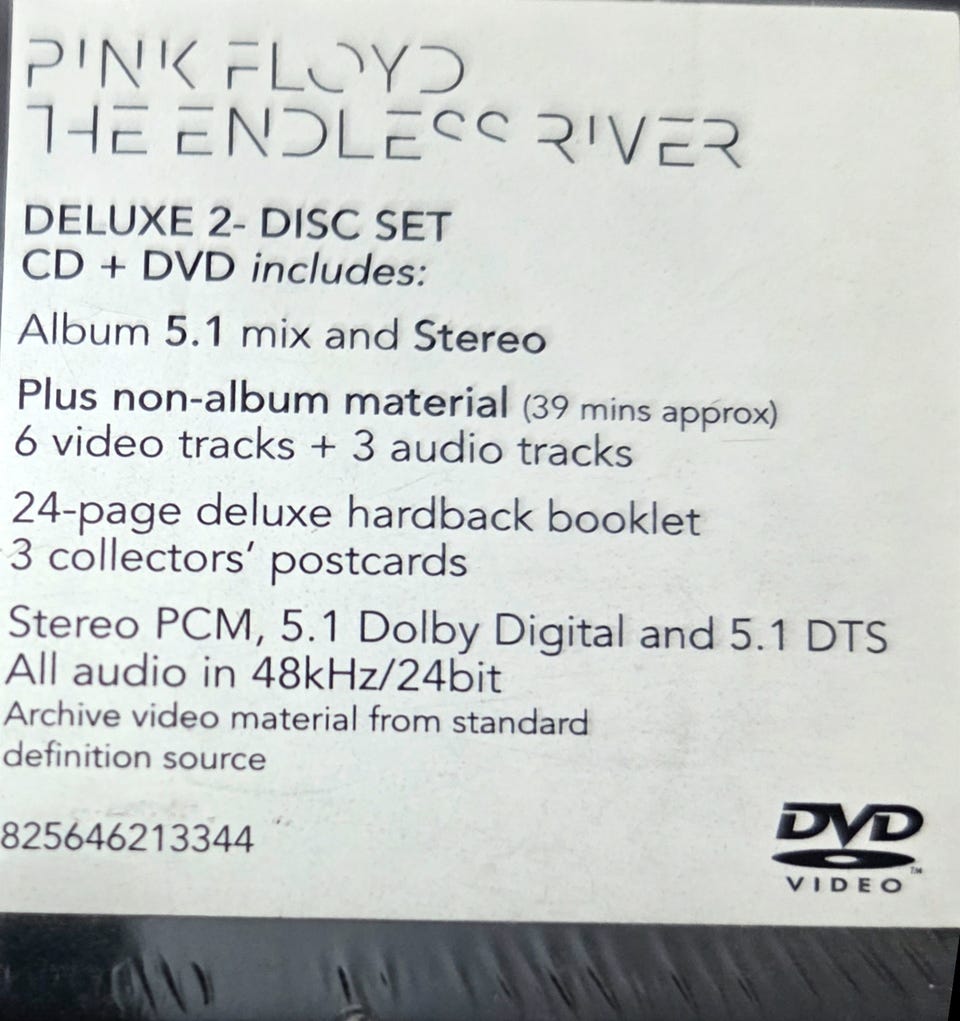 PINK FLOYD
THE ENDLESS RIVER
DELUXE 2- DISC SET
CD + DVD includes:
Album 5.1 mix and Stereo
Plus non-album material (39 mins approx)
6 video tracks + 3 audio tracks
24-page deluxe hardback booklet
3 collectors' postcards
Stereo PCM, 5.1 Dolby Digital and 5.1 DTS
All audio in 48kHz/24bit
Archive video material from standard
definition source
825646213344
DVD
VIDEO™